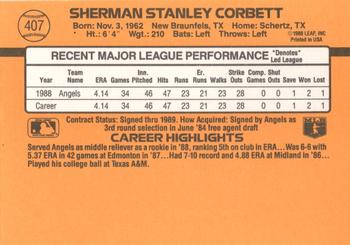 407
SHERMAN STANLEY CORBETT
Born: Nov. 3, 1962 New Braunfels, TX Home: Schertz, TX
Ht.: 6'4" Wgt.: 210 Bats: Left Throws: Left
© 1988 LEAF, INC
Printed in USA
RECENT MAJOR LEAGUE PERFORMANCE *Denotes Led League
ERA Games Inn. Pitched Hits Runs Er. Runs Walks Strike Outs Comp. Games Shut Outs Save Won Lost
1988 Angels 4.14 34 46 47 23 21 23 28 0 0 1 2 1
Career 4.14 34 46 47 23 21 23 28 0 0 1 2 1
Contract Status: Signed thru 1989. How Acquired: Signed by Angels as
3rd round selection in June '84 free agent draft
CAREER HIGHLIGHTS
MLB
Served Angels as middle reliever as a rookie in '88, ranking 5th on club in ERA... Was 6-6 with
5.37 ERA in 42 games at Edmonton in '87... Had 7-10 record and 4.88 ERA at Midland in '86...
Played his college ball at Texas A&M.